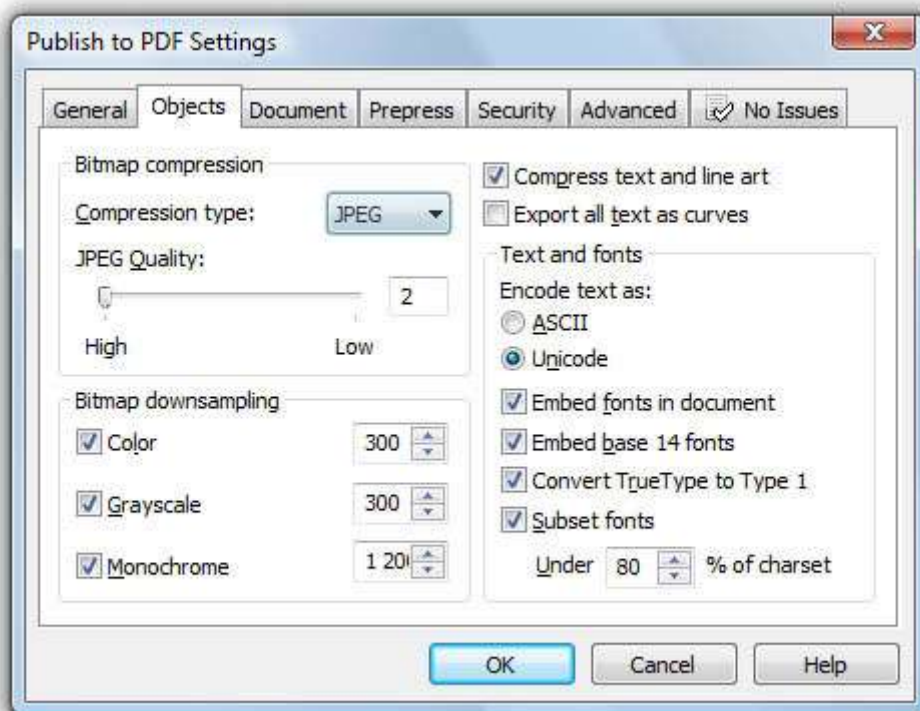 Publish to PDF Settings
General Objects Document Prepress Security Advanced No Issues
Bitmap compression
Compression type: JPEG
JPEG Quality:
2
High Low
Bitmap downsampling
Color 300
Grayscale 300
Monochrome 1 20
Compress text and line art
Export all text as curves
Text and fonts
Encode text as:
ASCII
Unicode
Embed fonts in document
Embed base 14 fonts
Convert TrueType to Type 1
Subset fonts
Under 80 % of charset
OK Cancel Help